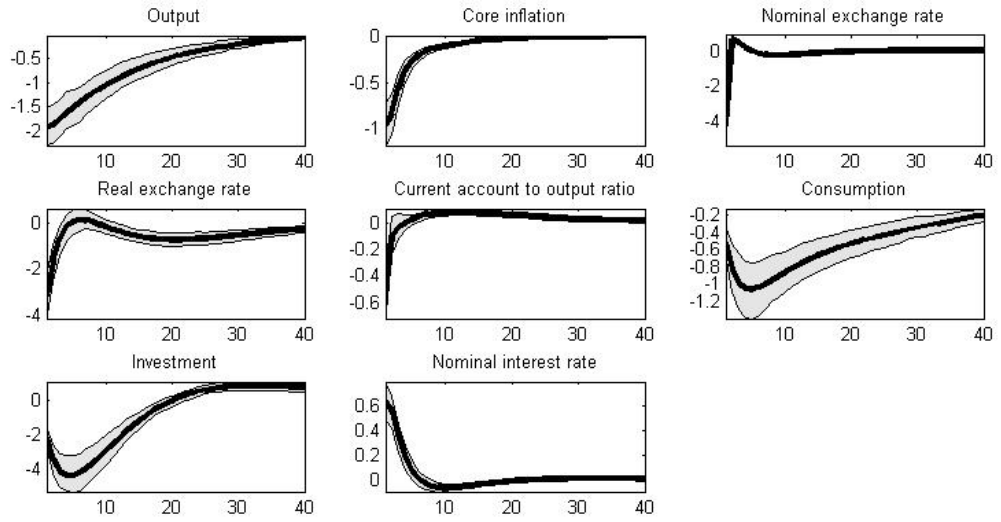 Output
-0.5
-1
-1.5
-2
10 20 30 40
Core inflation
0
-0.5
-1
10 20 30 40
Nominal exchange rate
0
-2
-4
10 20 30 40
Real exchange rate
0
-2
-4
10 20 30 40
Current account to output ratio
0
-0.2
-0.4
-0.6
10 20 30 40
Consumption
-0.2
-0.4
-0.6
-0.8
-1
-1.2
10 20 30 40
Investment
0
-2
-4
10 20 30 40
Nominal interest rate
0.6
0.4
0.2
0
10 20 30 40